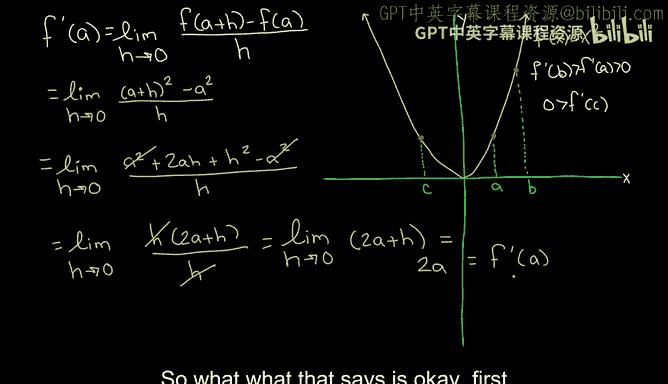 GPT中英字幕课程资源@bilibili.com
GPT中英字幕课程资源 bilibili
f'(a) = lim h→0 f(a+h)-f(a) / h
f'(b)>f'(a)>0
0>f'(c)
= lim h→0 (a+h)² - a² / h
= lim h→0 a² + 2ah + h² - a² / h
c a b x
= lim h→0 h(2a+h) / h = lim h→0 (2a+h) =
2a = f'(a)
So what what that says is okay, first